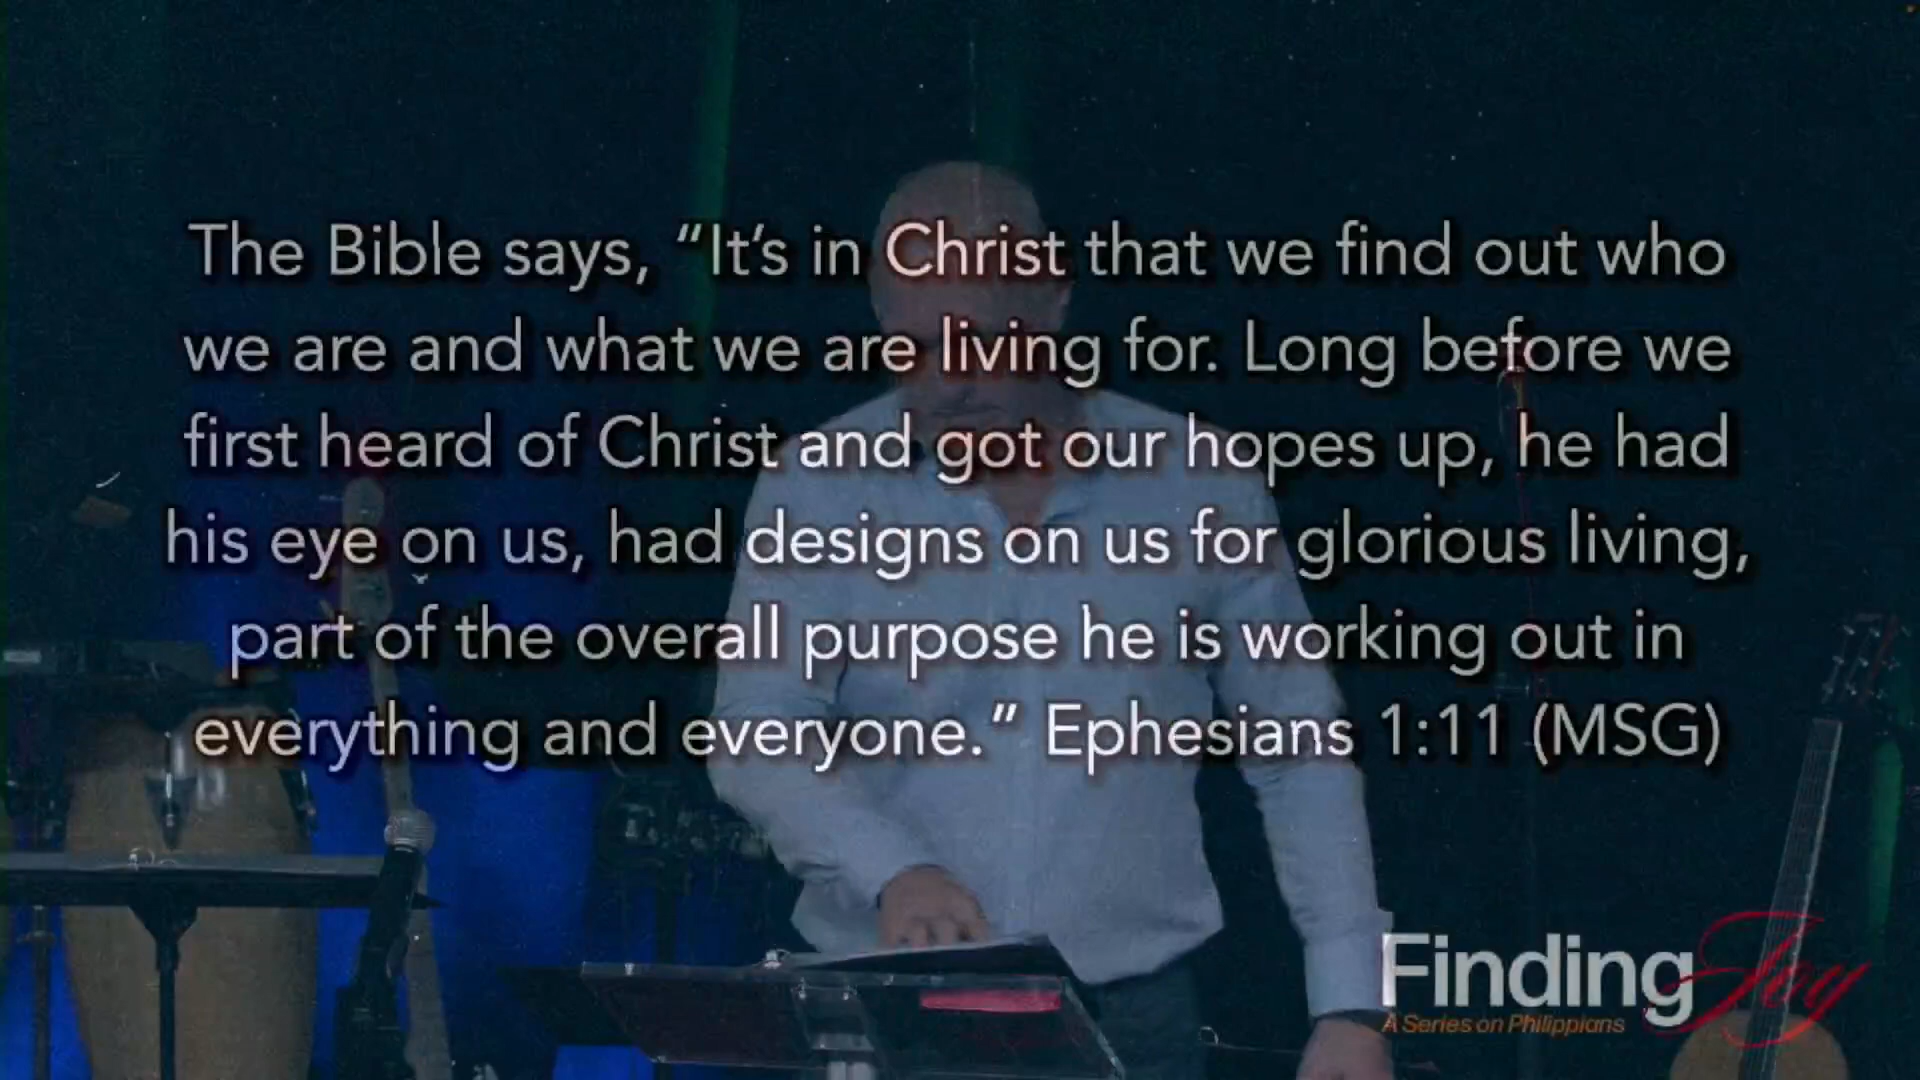 The Bible says, “It’s in Christ that we find out who
we are and what we are living for. Long before we
first heard of Christ and got our hopes up, he had
his eye on us, had designs on us for glorious living,
part of the overall purpose he is working out in
everything and everyone.” Ephesians 1:11 (MSG)
Finding Joy
A Series on Philippians